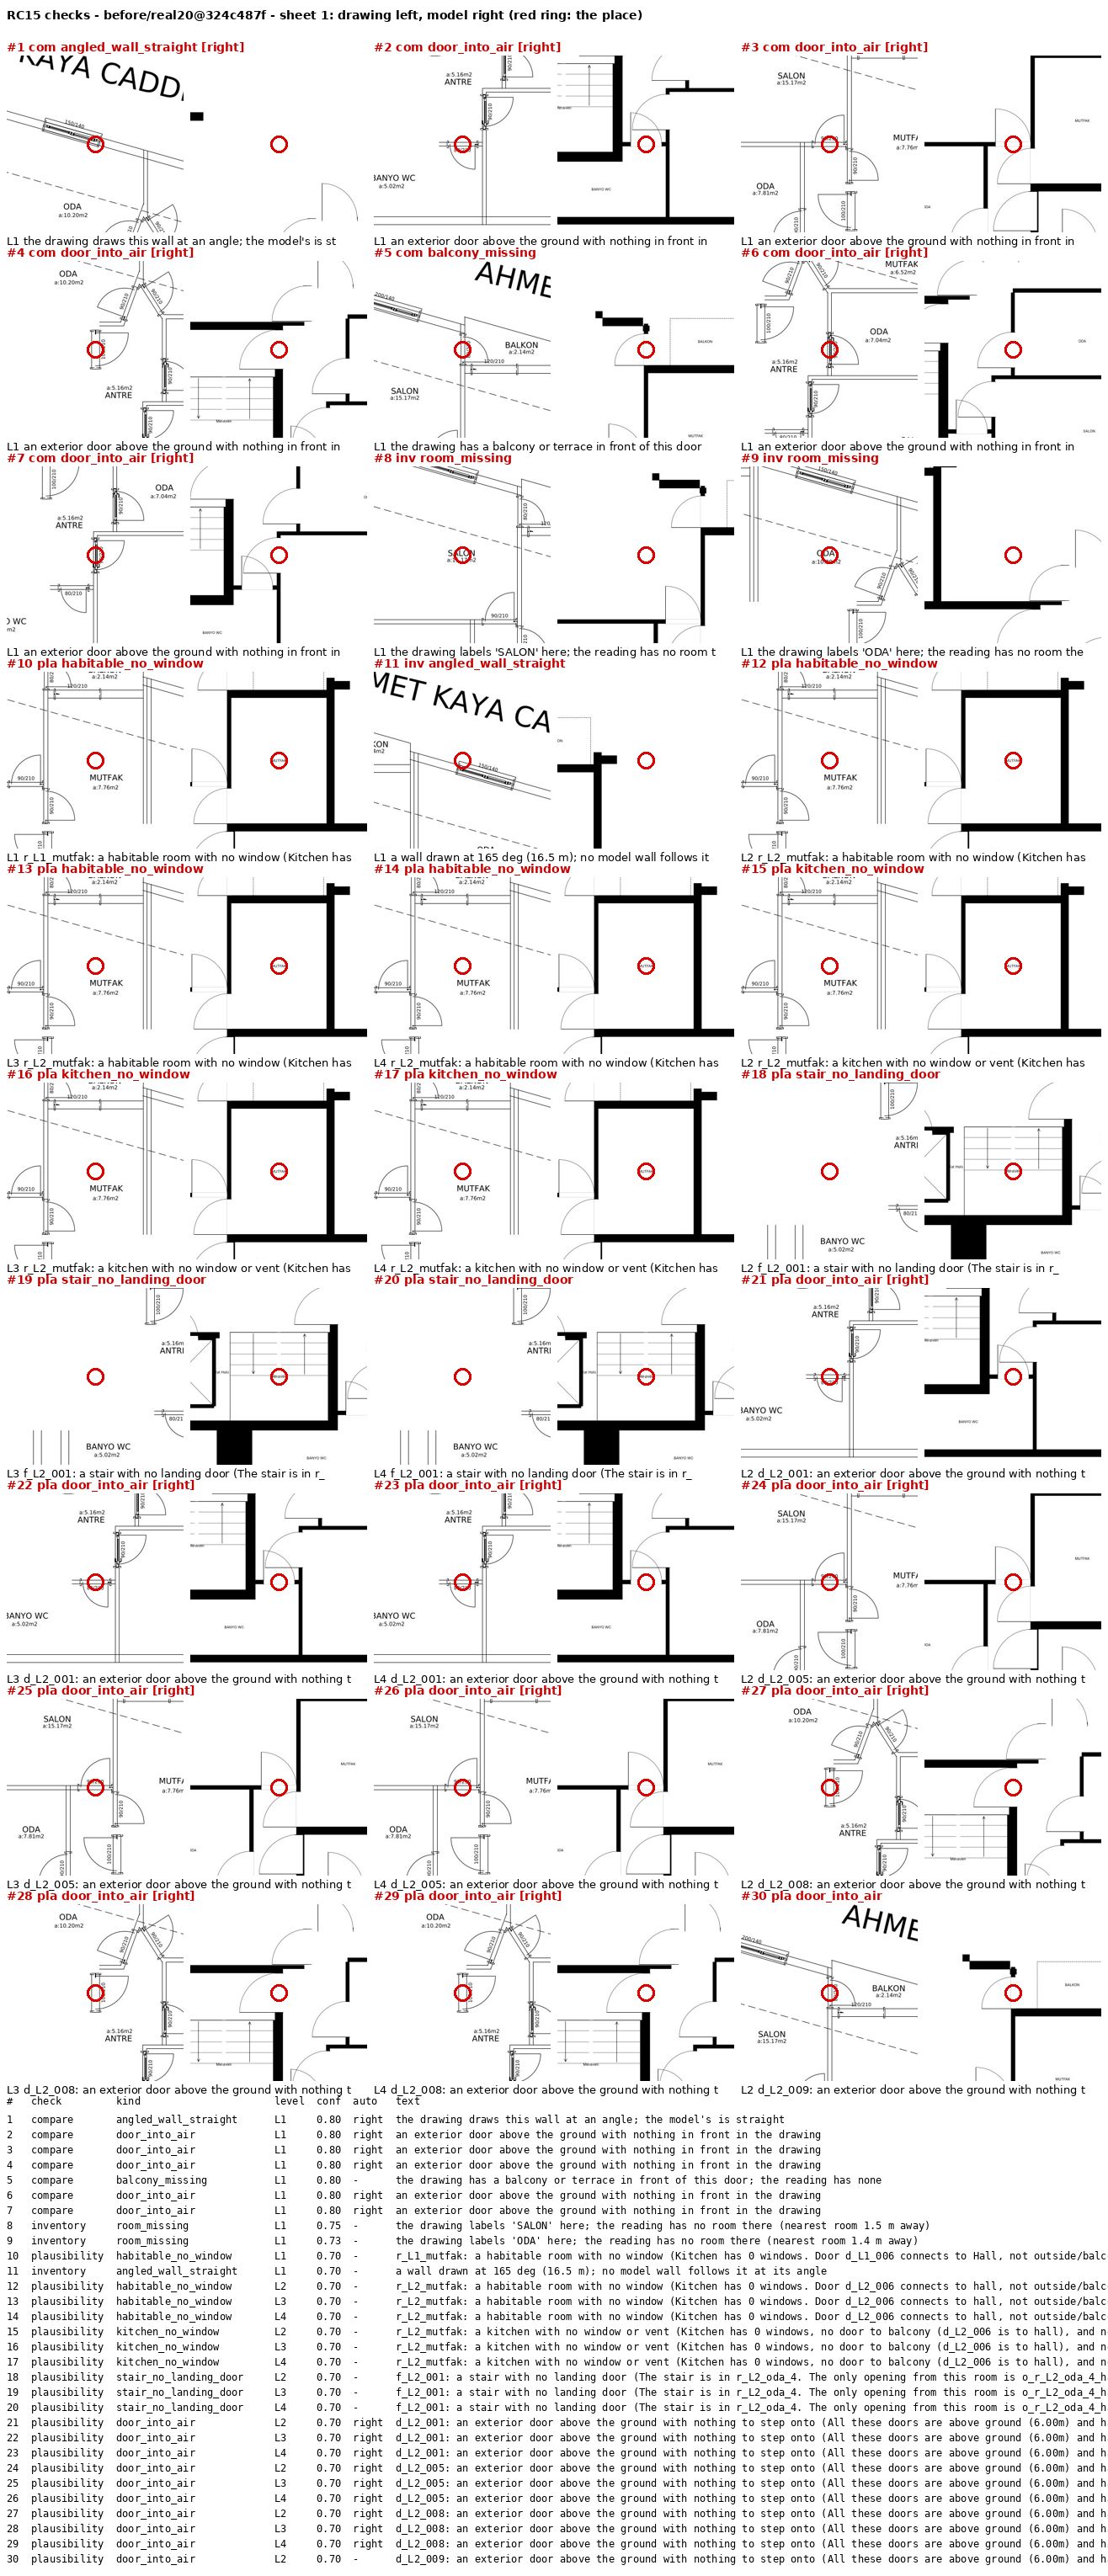 RC15 checks - before/real20@324c487f - sheet 1: drawing left, model right (red ring: the place)
#1 com angled_wall_straight [right]
#2 com door_into_air [right]
#3 com door_into_air [right]
L1 the drawing draws this wall at an angle; the model's is st
L1 an exterior door above the ground with nothing in front in
L1 an exterior door above the ground with nothing in front in
#4 com door_into_air [right]
#5 com balcony_missing
#6 com door_into_air [right]
L1 an exterior door above the ground with nothing in front in
L1 the drawing has a balcony or terrace in front of this door
L1 an exterior door above the ground with nothing in front in
#7 com door_into_air [right]
#8 inv room_missing
#9 inv room_missing
L1 an exterior door above the ground with nothing in front in
L1 the drawing labels 'SALON' here; the reading has no room t
L1 the drawing labels 'ODA' here; the reading has no room the
#10 pla habitable_no_window
#11 inv angled_wall_straight
#12 pla habitable_no_window
L1 r_L1_mutfak: a habitable room with no window (Kitchen has
L1 a wall drawn at 165 deg (16.5 m); no model wall follows it
L2 r_L2_mutfak: a habitable room with no window (Kitchen has
#13 pla habitable_no_window
#14 pla habitable_no_window
#15 pla kitchen_no_window
L3 r_L2_mutfak: a habitable room with no window (Kitchen has
L4 r_L2_mutfak: a habitable room with no window (Kitchen has
L2 r_L2_mutfak: a kitchen with no window or vent (Kitchen has
#16 pla kitchen_no_window
#17 pla kitchen_no_window
#18 pla stair_no_landing_door
L3 r_L2_mutfak: a kitchen with no window or vent (Kitchen has
L4 r_L2_mutfak: a kitchen with no window or vent (Kitchen has
L2 f_L2_001: a stair with no landing door (The stair is in r_
#19 pla stair_no_landing_door
#20 pla stair_no_landing_door
#21 pla door_into_air [right]
L3 f_L2_001: a stair with no landing door (The stair is in r_
L4 f_L2_001: a stair with no landing door (The stair is in r_
L2 d_L2_001: an exterior door above the ground with nothing t
#22 pla door_into_air [right]
#23 pla door_into_air [right]
#24 pla door_into_air [right]
L3 d_L2_001: an exterior door above the ground with nothing t
L4 d_L2_001: an exterior door above the ground with nothing t
L2 d_L2_005: an exterior door above the ground with nothing t
#25 pla door_into_air [right]
#26 pla door_into_air [right]
#27 pla door_into_air [right]
L3 d_L2_005: an exterior door above the ground with nothing t
L4 d_L2_005: an exterior door above the ground with nothing t
L2 d_L2_008: an exterior door above the ground with nothing t
#28 pla door_into_air [right]
#29 pla door_into_air [right]
#30 pla door_into_air
L3 d_L2_008: an exterior door above the ground with nothing t
L4 d_L2_008: an exterior door above the ground with nothing t
L2 d_L2_009: an exterior door above the ground with nothing t
# check kind level conf auto text
1 compare angled_wall_straight L1 0.80 right the drawing draws this wall at an angle; the model's is straight
2 compare door_into_air L1 0.80 right an exterior door above the ground with nothing in front in the drawing
3 compare door_into_air L1 0.80 right an exterior door above the ground with nothing in front in the drawing
4 compare door_into_air L1 0.80 right an exterior door above the ground with nothing in front in the drawing
5 compare balcony_missing L1 0.80 - the drawing has a balcony or terrace in front of this door; the reading has none
6 compare door_into_air L1 0.80 right an exterior door above the ground with nothing in front in the drawing
7 compare door_into_air L1 0.80 right an exterior door above the ground with nothing in front in the drawing
8 inventory room_missing L1 0.75 - the drawing labels 'SALON' here; the reading has no room there (nearest room 1.5 m away)
9 inventory room_missing L1 0.73 - the drawing labels 'ODA' here; the reading has no room there (nearest room 1.4 m away)
10 plausibility habitable_no_window L1 0.70 - r_L1_mutfak: a habitable room with no window (Kitchen has 0 windows. Door d_L1_006 connects to Hall, not outside/balc
11 inventory angled_wall_straight L1 0.70 - a wall drawn at 165 deg (16.5 m); no model wall follows it at its angle
12 plausibility habitable_no_window L2 0.70 - r_L2_mutfak: a habitable room with no window (Kitchen has 0 windows. Door d_L2_006 connects to hall, not outside/balc
13 plausibility habitable_no_window L3 0.70 - r_L2_mutfak: a habitable room with no window (Kitchen has 0 windows. Door d_L2_006 connects to hall, not outside/balc
14 plausibility habitable_no_window L4 0.70 - r_L2_mutfak: a habitable room with no window (Kitchen has 0 windows. Door d_L2_006 connects to hall, not outside/balc
15 plausibility kitchen_no_window L2 0.70 - r_L2_mutfak: a kitchen with no window or vent (Kitchen has 0 windows, no door to balcony (d_L2_006 is to hall), and n
16 plausibility kitchen_no_window L3 0.70 - r_L2_mutfak: a kitchen with no window or vent (Kitchen has 0 windows, no door to balcony (d_L2_006 is to hall), and n
17 plausibility kitchen_no_window L4 0.70 - r_L2_mutfak: a kitchen with no window or vent (Kitchen has 0 windows, no door to balcony (d_L2_006 is to hall), and n
18 plausibility stair_no_landing_door L2 0.70 - f_L2_001: a stair with no landing door (The stair is in r_L2_oda_4. The only opening from this room is o_r_L2_oda_4_h
19 plausibility stair_no_landing_door L3 0.70 - f_L2_001: a stair with no landing door (The stair is in r_L2_oda_4. The only opening from this room is o_r_L2_oda_4_h
20 plausibility stair_no_landing_door L4 0.70 - f_L2_001: a stair with no landing door (The stair is in r_L2_oda_4. The only opening from this room is o_r_L2_oda_4_h
21 plausibility door_into_air L2 0.70 right d_L2_001: an exterior door above the ground with nothing to step onto (All these doors are above ground (6.00m) and h
22 plausibility door_into_air L3 0.70 right d_L2_001: an exterior door above the ground with nothing to step onto (All these doors are above ground (6.00m) and h
23 plausibility door_into_air L4 0.70 right d_L2_001: an exterior door above the ground with nothing to step onto (All these doors are above ground (6.00m) and h
24 plausibility door_into_air L2 0.70 right d_L2_005: an exterior door above the ground with nothing to step onto (All these doors are above ground (6.00m) and h
25 plausibility door_into_air L3 0.70 right d_L2_005: an exterior door above the ground with nothing to step onto (All these doors are above ground (6.00m) and h
26 plausibility door_into_air L4 0.70 right d_L2_005: an exterior door above the ground with nothing to step onto (All these doors are above ground (6.00m) and h
27 plausibility door_into_air L2 0.70 right d_L2_008: an exterior door above the ground with nothing to step onto (All these doors are above ground (6.00m) and h
28 plausibility door_into_air L3 0.70 right d_L2_008: an exterior door above the ground with nothing to step onto (All these doors are above ground (6.00m) and h
29 plausibility door_into_air L4 0.70 right d_L2_008: an exterior door above the ground with nothing to step onto (All these doors are above ground (6.00m) and h
30 plausibility door_into_air L2 0.70 - d_L2_009: an exterior door above the ground with nothing to step onto (All these doors are above ground (6.00m) and h